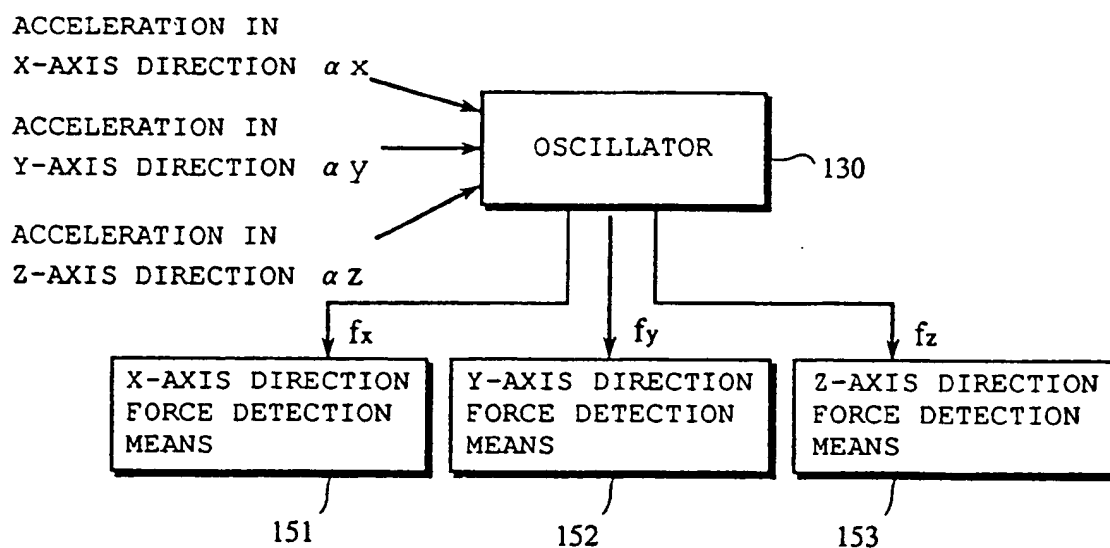 ACCELERATION IN
X-AXIS DIRECTION αx
ACCELERATION IN
Y-AXIS DIRECTION αy
ACCELERATION IN
Z-AXIS DIRECTION αz
OSCILLATOR
130
fx
fy
fz
X-AXIS DIRECTION
FORCE DETECTION
MEANS
Y-AXIS DIRECTION
FORCE DETECTION
MEANS
Z-AXIS DIRECTION
FORCE DETECTION
MEANS
151
152
153